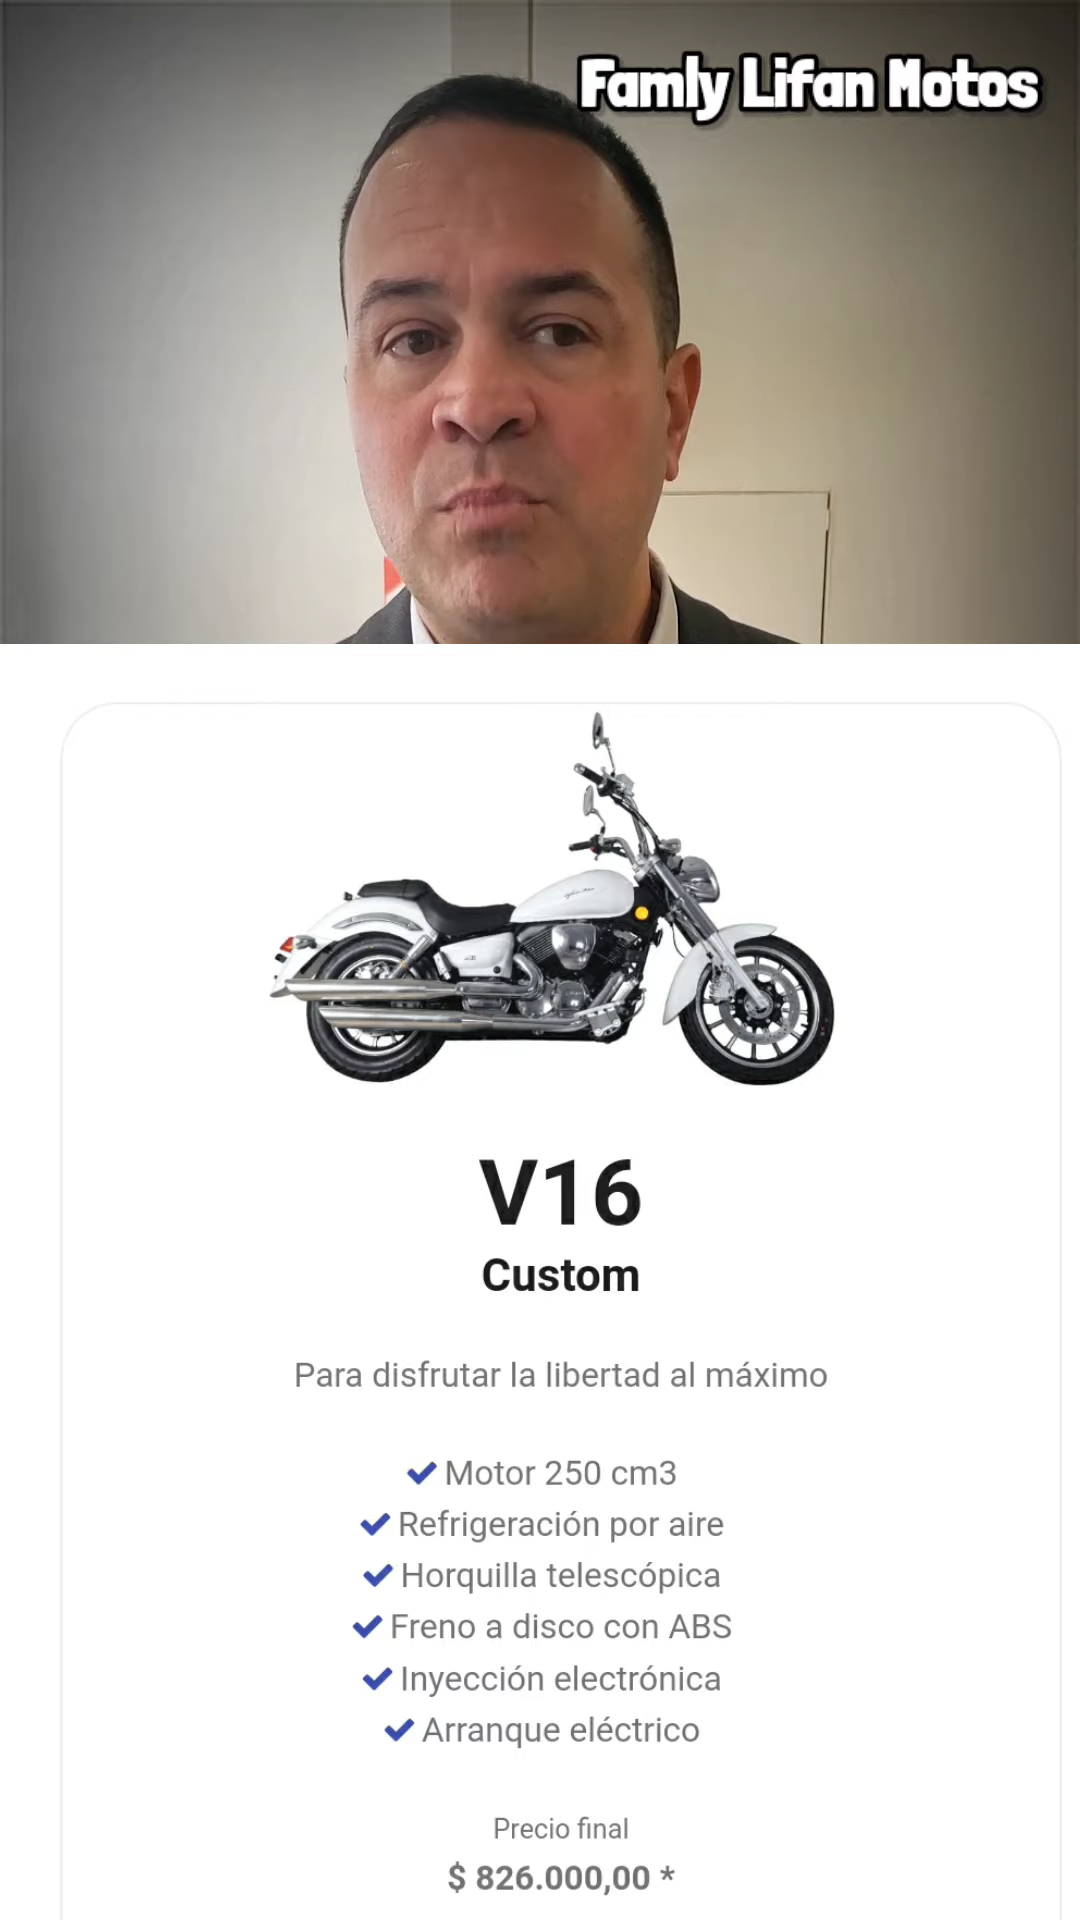 Famly Lifan Motos
V16
Custom
Para disfrutar la libertad al máximo
Motor 250 cm3
Refrigeración por aire
Horquilla telescópica
Freno a disco con ABS
Inyección electrónica
Arranque eléctrico
Precio final
$ 826.000,00 *